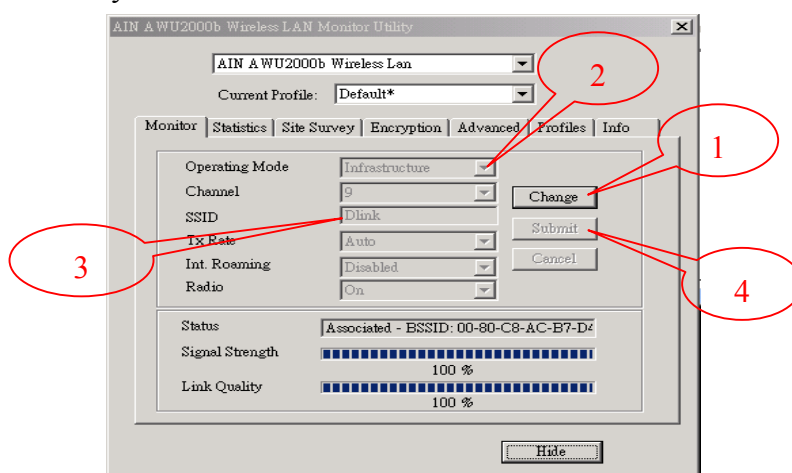 AIN AWU2000b Wireless LAN Monitor Utility
AIN AWU2000b Wireless Lan
2
Current Profile: Default*
Monitor Statistics Site Survey Encryption Advanced Profiles Info
1
Operating Mode Infrastructure
Channel 9 Change
SSID Dlink
Submit
3
Tx Rate Auto
Cancel
Int. Roaming Disabled
4
Radio On
Status Associated - BSSID: 00-80-C8-AC-B7-D4
Signal Strength
100 %
Link Quality
100 %
Hide